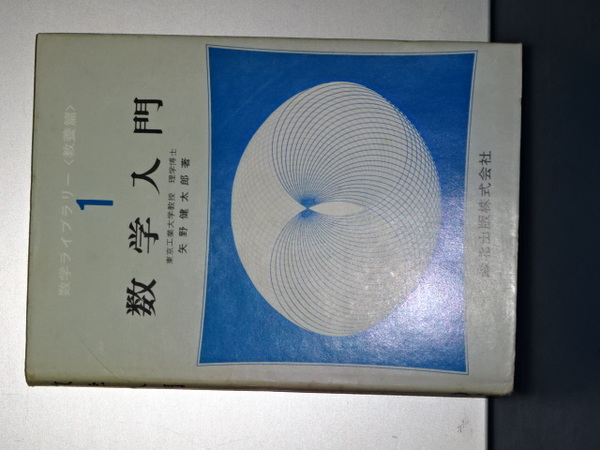 数学ライブラリー〈教養篇〉
1
数学入門
東京工業大学教授 理学博士
矢野健太郎著
森北出版株式会社